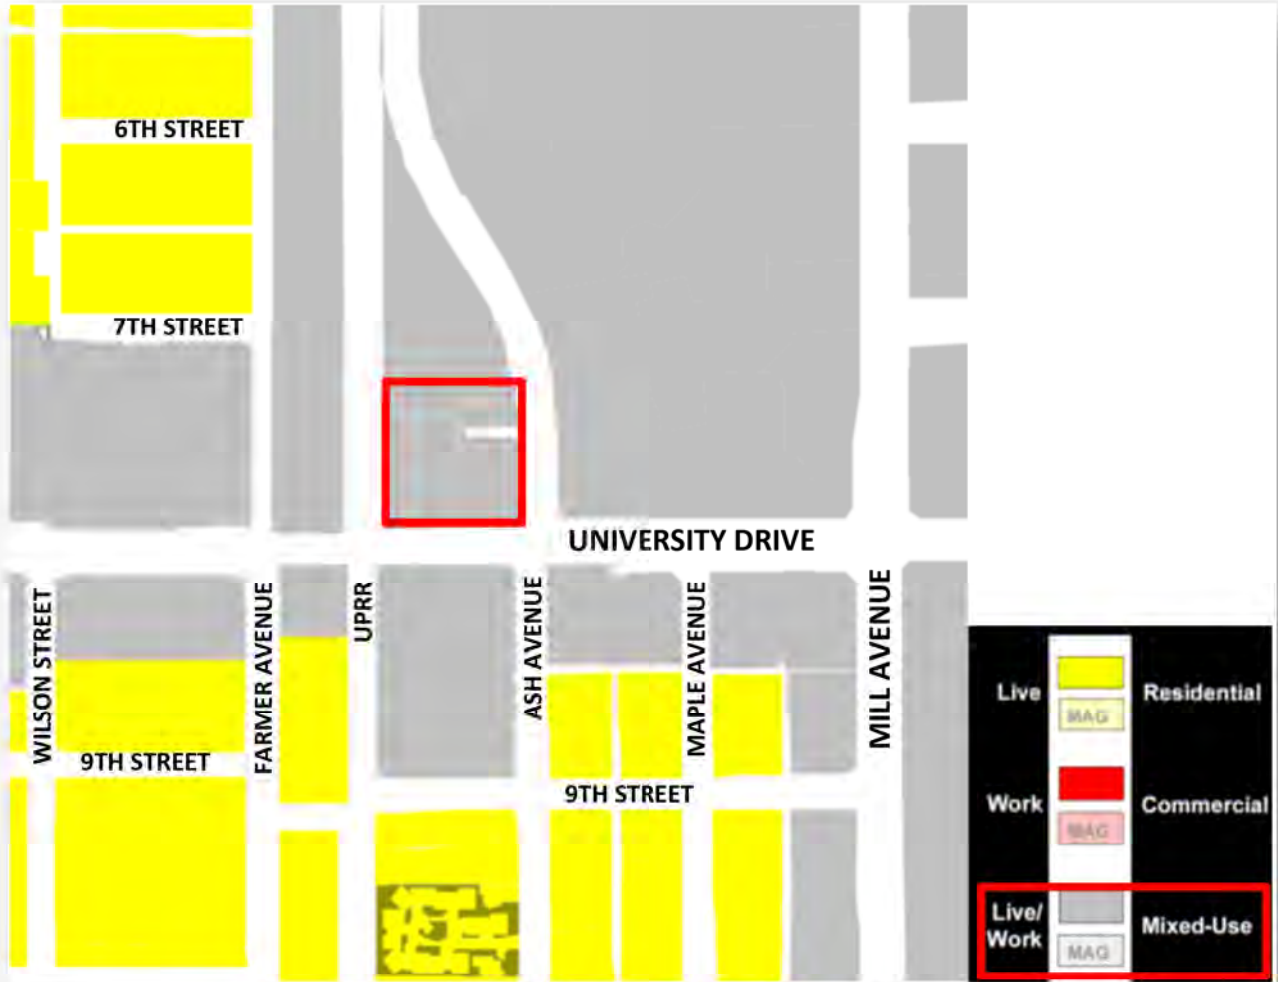 6TH STREET
7TH STREET
UNIVERSITY DRIVE
WILSON STREET
FARMER AVENUE
UPRR
ASH AVENUE
MAPLE AVENUE
MILL AVENUE
9TH STREET
9TH STREET
Live
Residential
MAG
Work
Commercial
MAG
Live/
Work
Mixed-Use
MAG